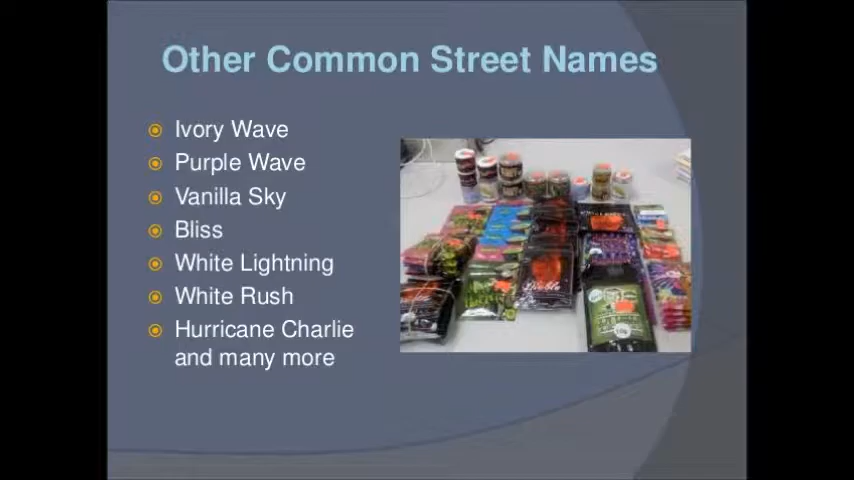 Other Common Street Names
Ivory Wave
Purple Wave
Vanilla Sky
Bliss
White Lightning
White Rush
Hurricane Charlie
and many more
Diablo